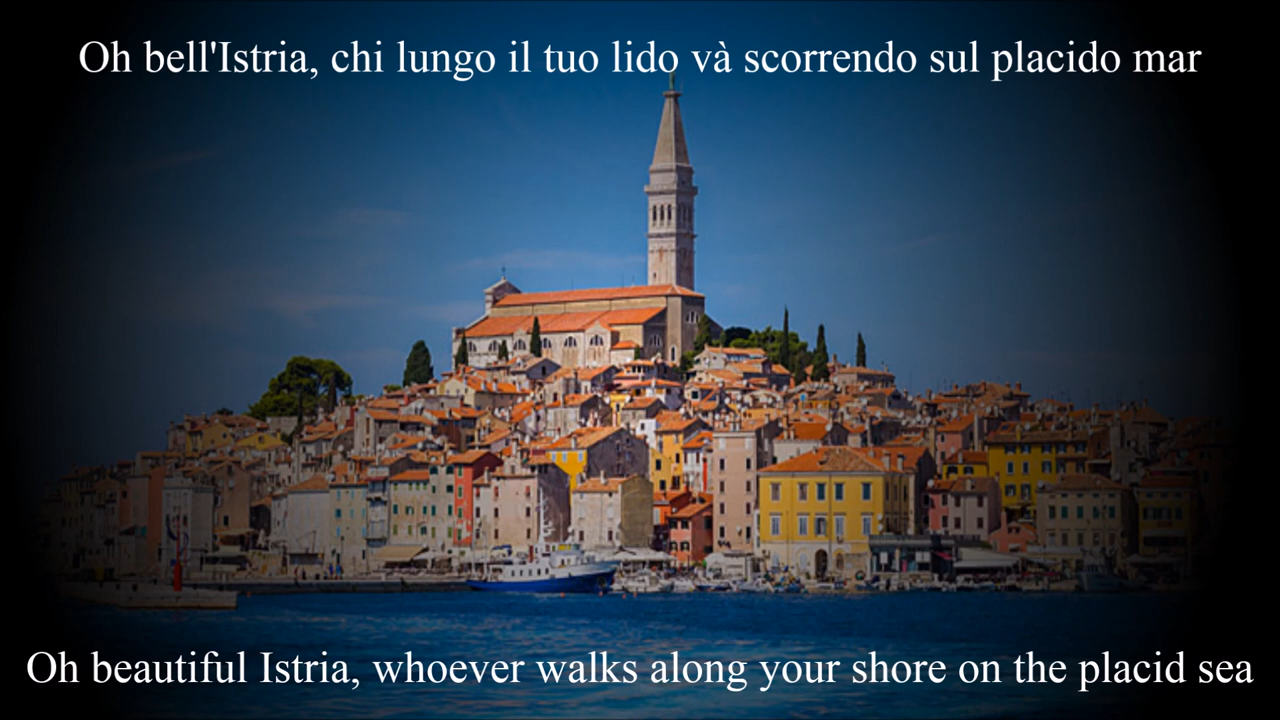 Oh bell'Istria, chi lungo il tuo lido và scorrendo sul placido mar
Oh beautiful Istria, whoever walks along your shore on the placid sea